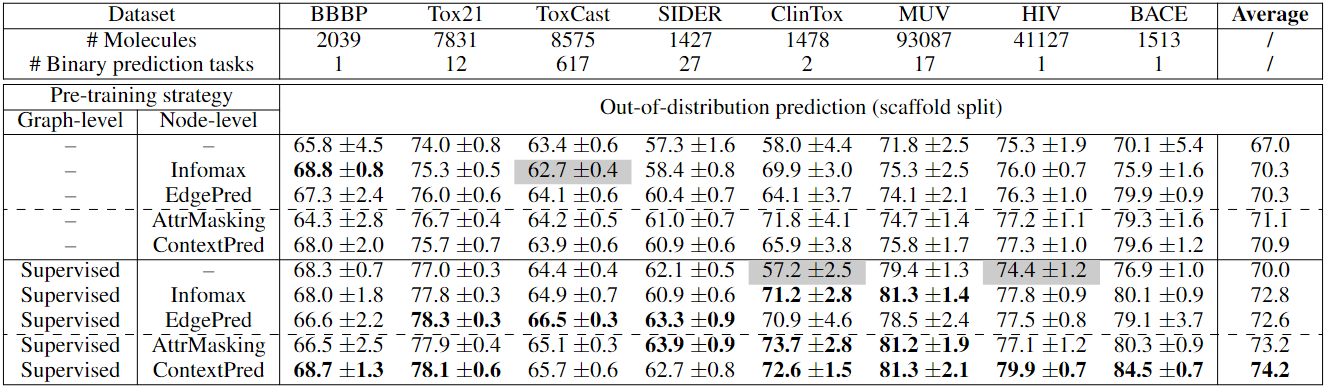 Dataset BBBP Tox21 ToxCast SIDER ClinTox MUV HIV BACE Average
# Molecules 2039 7831 8575 1427 1478 93087 41127 1513 /
# Binary prediction tasks 1 12 617 27 2 17 1 1 /
Pre-training strategy Out-of-distribution prediction (scaffold split)
Graph-level Node-level
– – 65.8 ±4.5 74.0 ±0.8 63.4 ±0.6 57.3 ±1.6 58.0 ±4.4 71.8 ±2.5 75.3 ±1.9 70.1 ±5.4 67.0
– Infomax 68.8 ±0.8 75.3 ±0.5 62.7 ±0.4 58.4 ±0.8 69.9 ±3.0 75.3 ±2.5 76.0 ±0.7 75.9 ±1.6 70.3
– EdgePred 67.3 ±2.4 76.0 ±0.6 64.1 ±0.6 60.4 ±0.7 64.1 ±3.7 74.1 ±2.1 76.3 ±1.0 79.9 ±0.9 70.3
– AttrMasking 64.3 ±2.8 76.7 ±0.4 64.2 ±0.5 61.0 ±0.7 71.8 ±4.1 74.7 ±1.4 77.2 ±1.1 79.3 ±1.6 71.1
– ContextPred 68.0 ±2.0 75.7 ±0.7 63.9 ±0.6 60.9 ±0.6 65.9 ±3.8 75.8 ±1.7 77.3 ±1.0 79.6 ±1.2 70.9
Supervised – 68.3 ±0.7 77.0 ±0.3 64.4 ±0.4 62.1 ±0.5 57.2 ±2.5 79.4 ±1.3 74.4 ±1.2 76.9 ±1.0 70.0
Supervised Infomax 68.0 ±1.8 77.8 ±0.3 64.9 ±0.7 60.9 ±0.6 71.2 ±2.8 81.3 ±1.4 77.8 ±0.9 80.1 ±0.9 72.8
Supervised EdgePred 66.6 ±2.2 78.3 ±0.3 66.5 ±0.3 63.3 ±0.9 70.9 ±4.6 78.5 ±2.4 77.5 ±0.8 79.1 ±3.7 72.6
Supervised AttrMasking 66.5 ±2.5 77.9 ±0.4 65.1 ±0.3 63.9 ±0.9 73.7 ±2.8 81.2 ±1.9 77.1 ±1.2 80.3 ±0.9 73.2
Supervised ContextPred 68.7 ±1.3 78.1 ±0.6 65.7 ±0.6 62.7 ±0.8 72.6 ±1.5 81.3 ±2.1 79.9 ±0.7 84.5 ±0.7 74.2